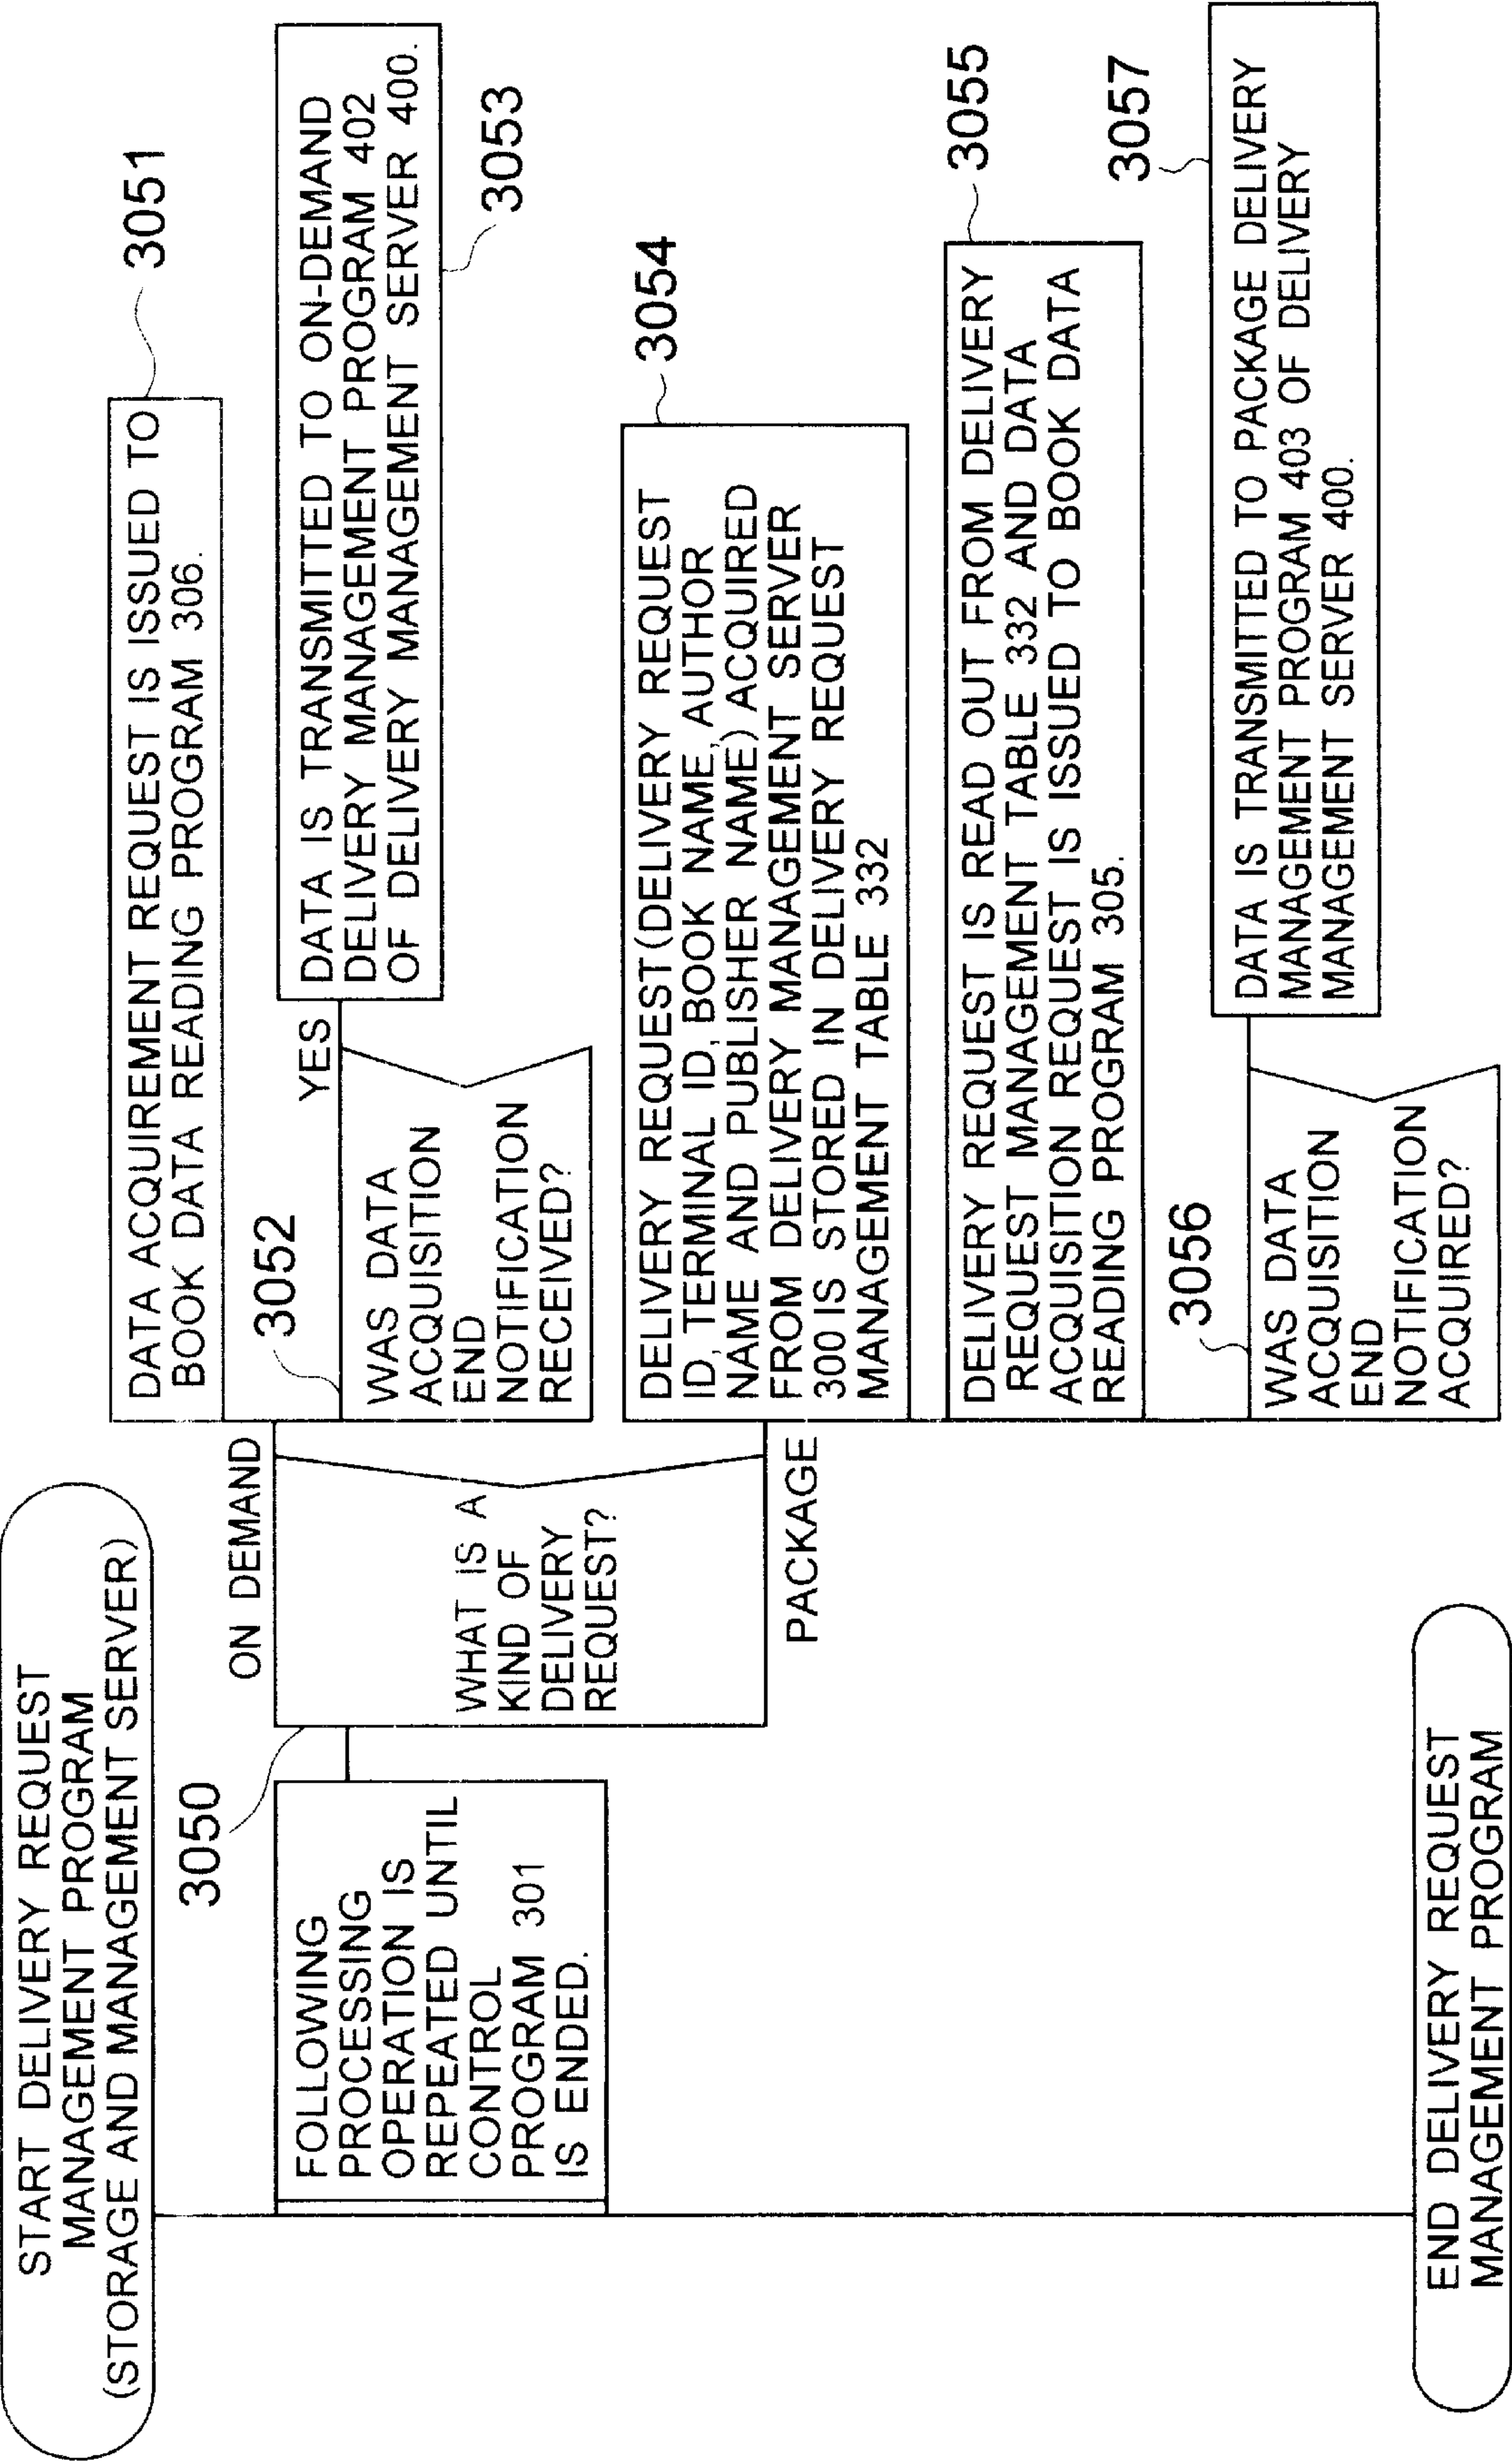 START DELIVERY REQUEST
MANAGEMENT PROGRAM
(STORAGE AND MANAGEMENT SERVER)
3050
FOLLOWING
PROCESSING
OPERATION IS
REPEATED UNTIL
CONTROL
PROGRAM 301
IS ENDED.
ON DEMAND
WHAT IS A
KIND OF
DELIVERY
REQUEST?
PACKAGE
3051
DATA ACQUIREMENT REQUEST IS ISSUED TO
BOOK DATA READING PROGRAM 306.
3052
WAS DATA
ACQUISITION
END
NOTIFICATION
RECEIVED?
YES
DATA IS TRANSMITTED TO ON-DEMAND
DELIVERY MANAGEMENT PROGRAM 402
OF DELIVERY MANAGEMENT SERVER 400.
3053
3054
DELIVERY REQUEST (DELIVERY REQUEST
ID, TERMINAL ID, BOOK NAME, AUTHOR
NAME AND PUBLISHER NAME) ACQUIRED
FROM DELIVERY MANAGEMENT SERVER
300 IS STORED IN DELIVERY REQUEST
MANAGEMENT TABLE 332
3055
DELIVERY REQUEST IS READ OUT FROM DELIVERY
REQUEST MANAGEMENT TABLE 332 AND DATA
ACQUISITION REQUEST IS ISSUED TO BOOK DATA
READING PROGRAM 305.
3056
WAS DATA
ACQUISITION
END
NOTIFICATION
ACQUIRED?
3057
DATA IS TRANSMITTED TO PACKAGE DELIVERY
MANAGEMENT PROGRAM 403 OF DELIVERY
MANAGEMENT SERVER 400.
END DELIVERY REQUEST
MANAGEMENT PROGRAM